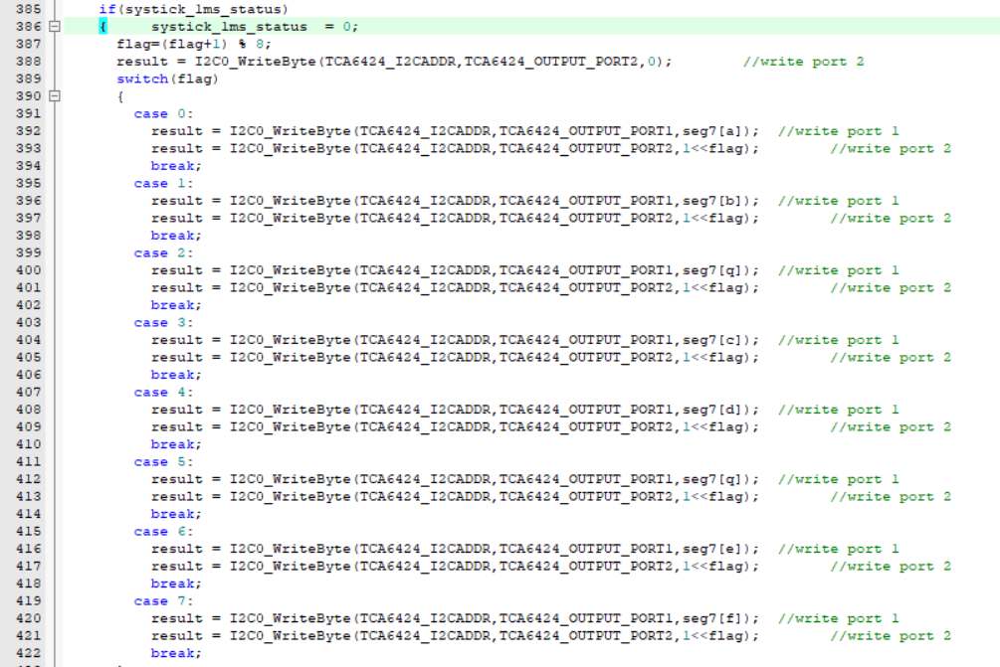 385 if(systick_1ms_status)
386 { systick_1ms_status = 0;
387 flag=(flag+1) % 8;
388 result = I2C0_WriteByte(TCA6424_I2CADDR,TCA6424_OUTPUT_PORT2,0); //write port 2
389 switch(flag)
390 {
391 case 0:
392 result = I2C0_WriteByte(TCA6424_I2CADDR,TCA6424_OUTPUT_PORT1,seg7[a]); //write port 1
393 result = I2C0_WriteByte(TCA6424_I2CADDR,TCA6424_OUTPUT_PORT2,1<<flag); //write port 2
394 break;
395 case 1:
396 result = I2C0_WriteByte(TCA6424_I2CADDR,TCA6424_OUTPUT_PORT1,seg7[b]); //write port 1
397 result = I2C0_WriteByte(TCA6424_I2CADDR,TCA6424_OUTPUT_PORT2,1<<flag); //write port 2
398 break;
399 case 2:
400 result = I2C0_WriteByte(TCA6424_I2CADDR,TCA6424_OUTPUT_PORT1,seg7[q]); //write port 1
401 result = I2C0_WriteByte(TCA6424_I2CADDR,TCA6424_OUTPUT_PORT2,1<<flag); //write port 2
402 break;
403 case 3:
404 result = I2C0_WriteByte(TCA6424_I2CADDR,TCA6424_OUTPUT_PORT1,seg7[c]); //write port 1
405 result = I2C0_WriteByte(TCA6424_I2CADDR,TCA6424_OUTPUT_PORT2,1<<flag); //write port 2
406 break;
407 case 4:
408 result = I2C0_WriteByte(TCA6424_I2CADDR,TCA6424_OUTPUT_PORT1,seg7[d]); //write port 1
409 result = I2C0_WriteByte(TCA6424_I2CADDR,TCA6424_OUTPUT_PORT2,1<<flag); //write port 2
410 break;
411 case 5:
412 result = I2C0_WriteByte(TCA6424_I2CADDR,TCA6424_OUTPUT_PORT1,seg7[q]); //write port 1
413 result = I2C0_WriteByte(TCA6424_I2CADDR,TCA6424_OUTPUT_PORT2,1<<flag); //write port 2
414 break;
415 case 6:
416 result = I2C0_WriteByte(TCA6424_I2CADDR,TCA6424_OUTPUT_PORT1,seg7[e]); //write port 1
417 result = I2C0_WriteByte(TCA6424_I2CADDR,TCA6424_OUTPUT_PORT2,1<<flag); //write port 2
418 break;
419 case 7:
420 result = I2C0_WriteByte(TCA6424_I2CADDR,TCA6424_OUTPUT_PORT1,seg7[f]); //write port 1
421 result = I2C0_WriteByte(TCA6424_I2CADDR,TCA6424_OUTPUT_PORT2,1<<flag); //write port 2
422 break;